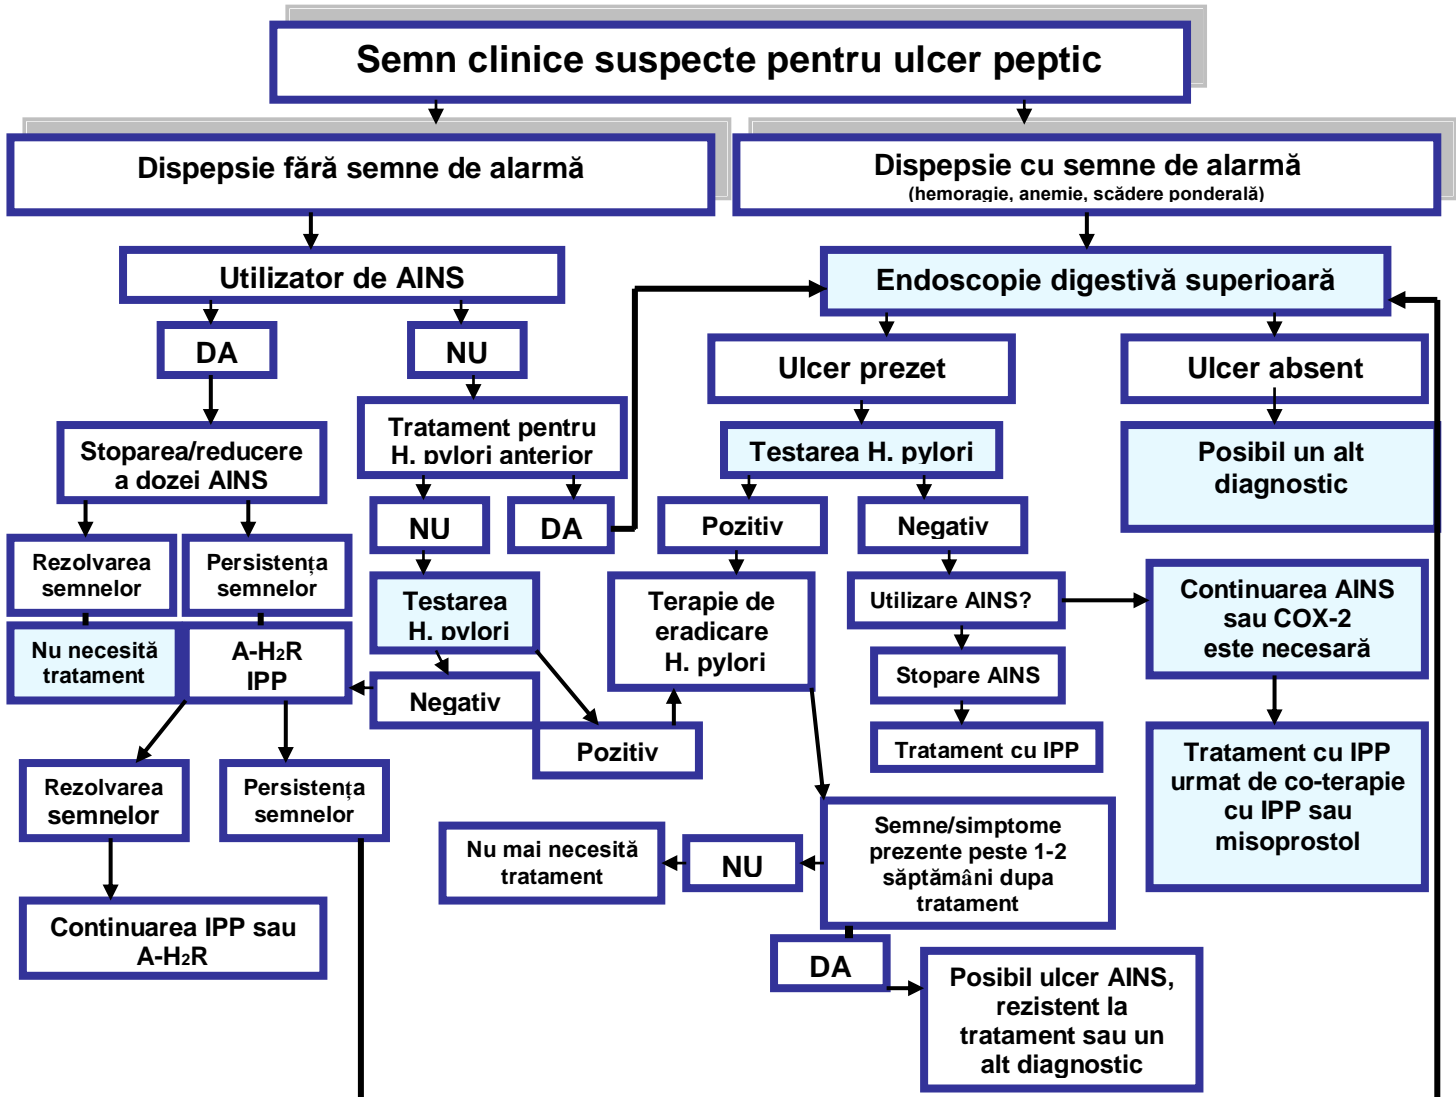 Semn clinice suspecte pentru ulcer peptic
Dispepsie fără semne de alarmă
Dispepsie cu semne de alarmă
(hemoragie, anemie, scădere ponderală)
Utilizator de AINS
Endoscopie digestivă superioară
DA
NU
Ulcer prezet
Ulcer absent
Stoparea/reducere
a dozei AINS
Tratament pentru
H. pylori anterior
Testarea H. pylori
Posibil un alt
diagnostic
NU
DA
Pozitiv
Negativ
Rezolvarea
semnelor
Persistența
semnelor
Testarea
H. pylori
Terapie de
eradicare
H. pylori
Utilizare AINS?
Continuarea AINS
sau COX-2
este necesară
Nu necesită
tratament
A-H2R
IPP
Negativ
Pozitiv
Stopare AINS
Tratament cu IPP
Tratament cu IPP
urmat de co-terapie
cu IPP sau
misoprostol
Rezolvarea
semnelor
Persistența
semnelor
Nu mai necesită
tratament
NU
Semne/simptome
prezente peste 1-2
săptămâni dupa
tratament
Continuarea IPP sau
A-H2R
DA
Posibil ulcer AINS,
rezistent la
tratament sau un
alt diagnostic